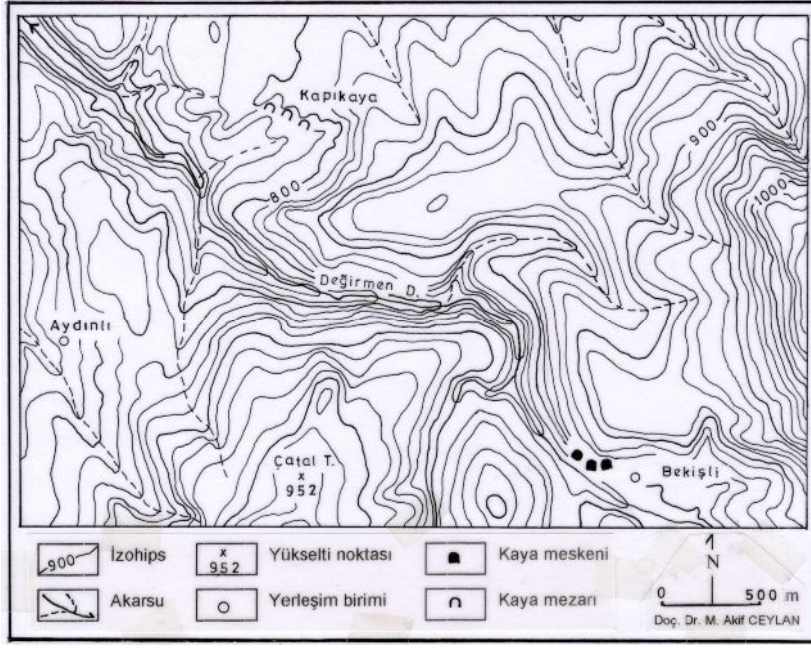 Kapıkaya
900
800
1000
Değirmen D.
Aydınlı
Çatal T.
x
952
Bekişli
900 İzohips
x
952
Yükselti noktası
Kaya meskeni
N
Akarsu
Yerleşim birimi
Kaya mezarı
0 500 m
Doç. Dr. M. Akif CEYLAN